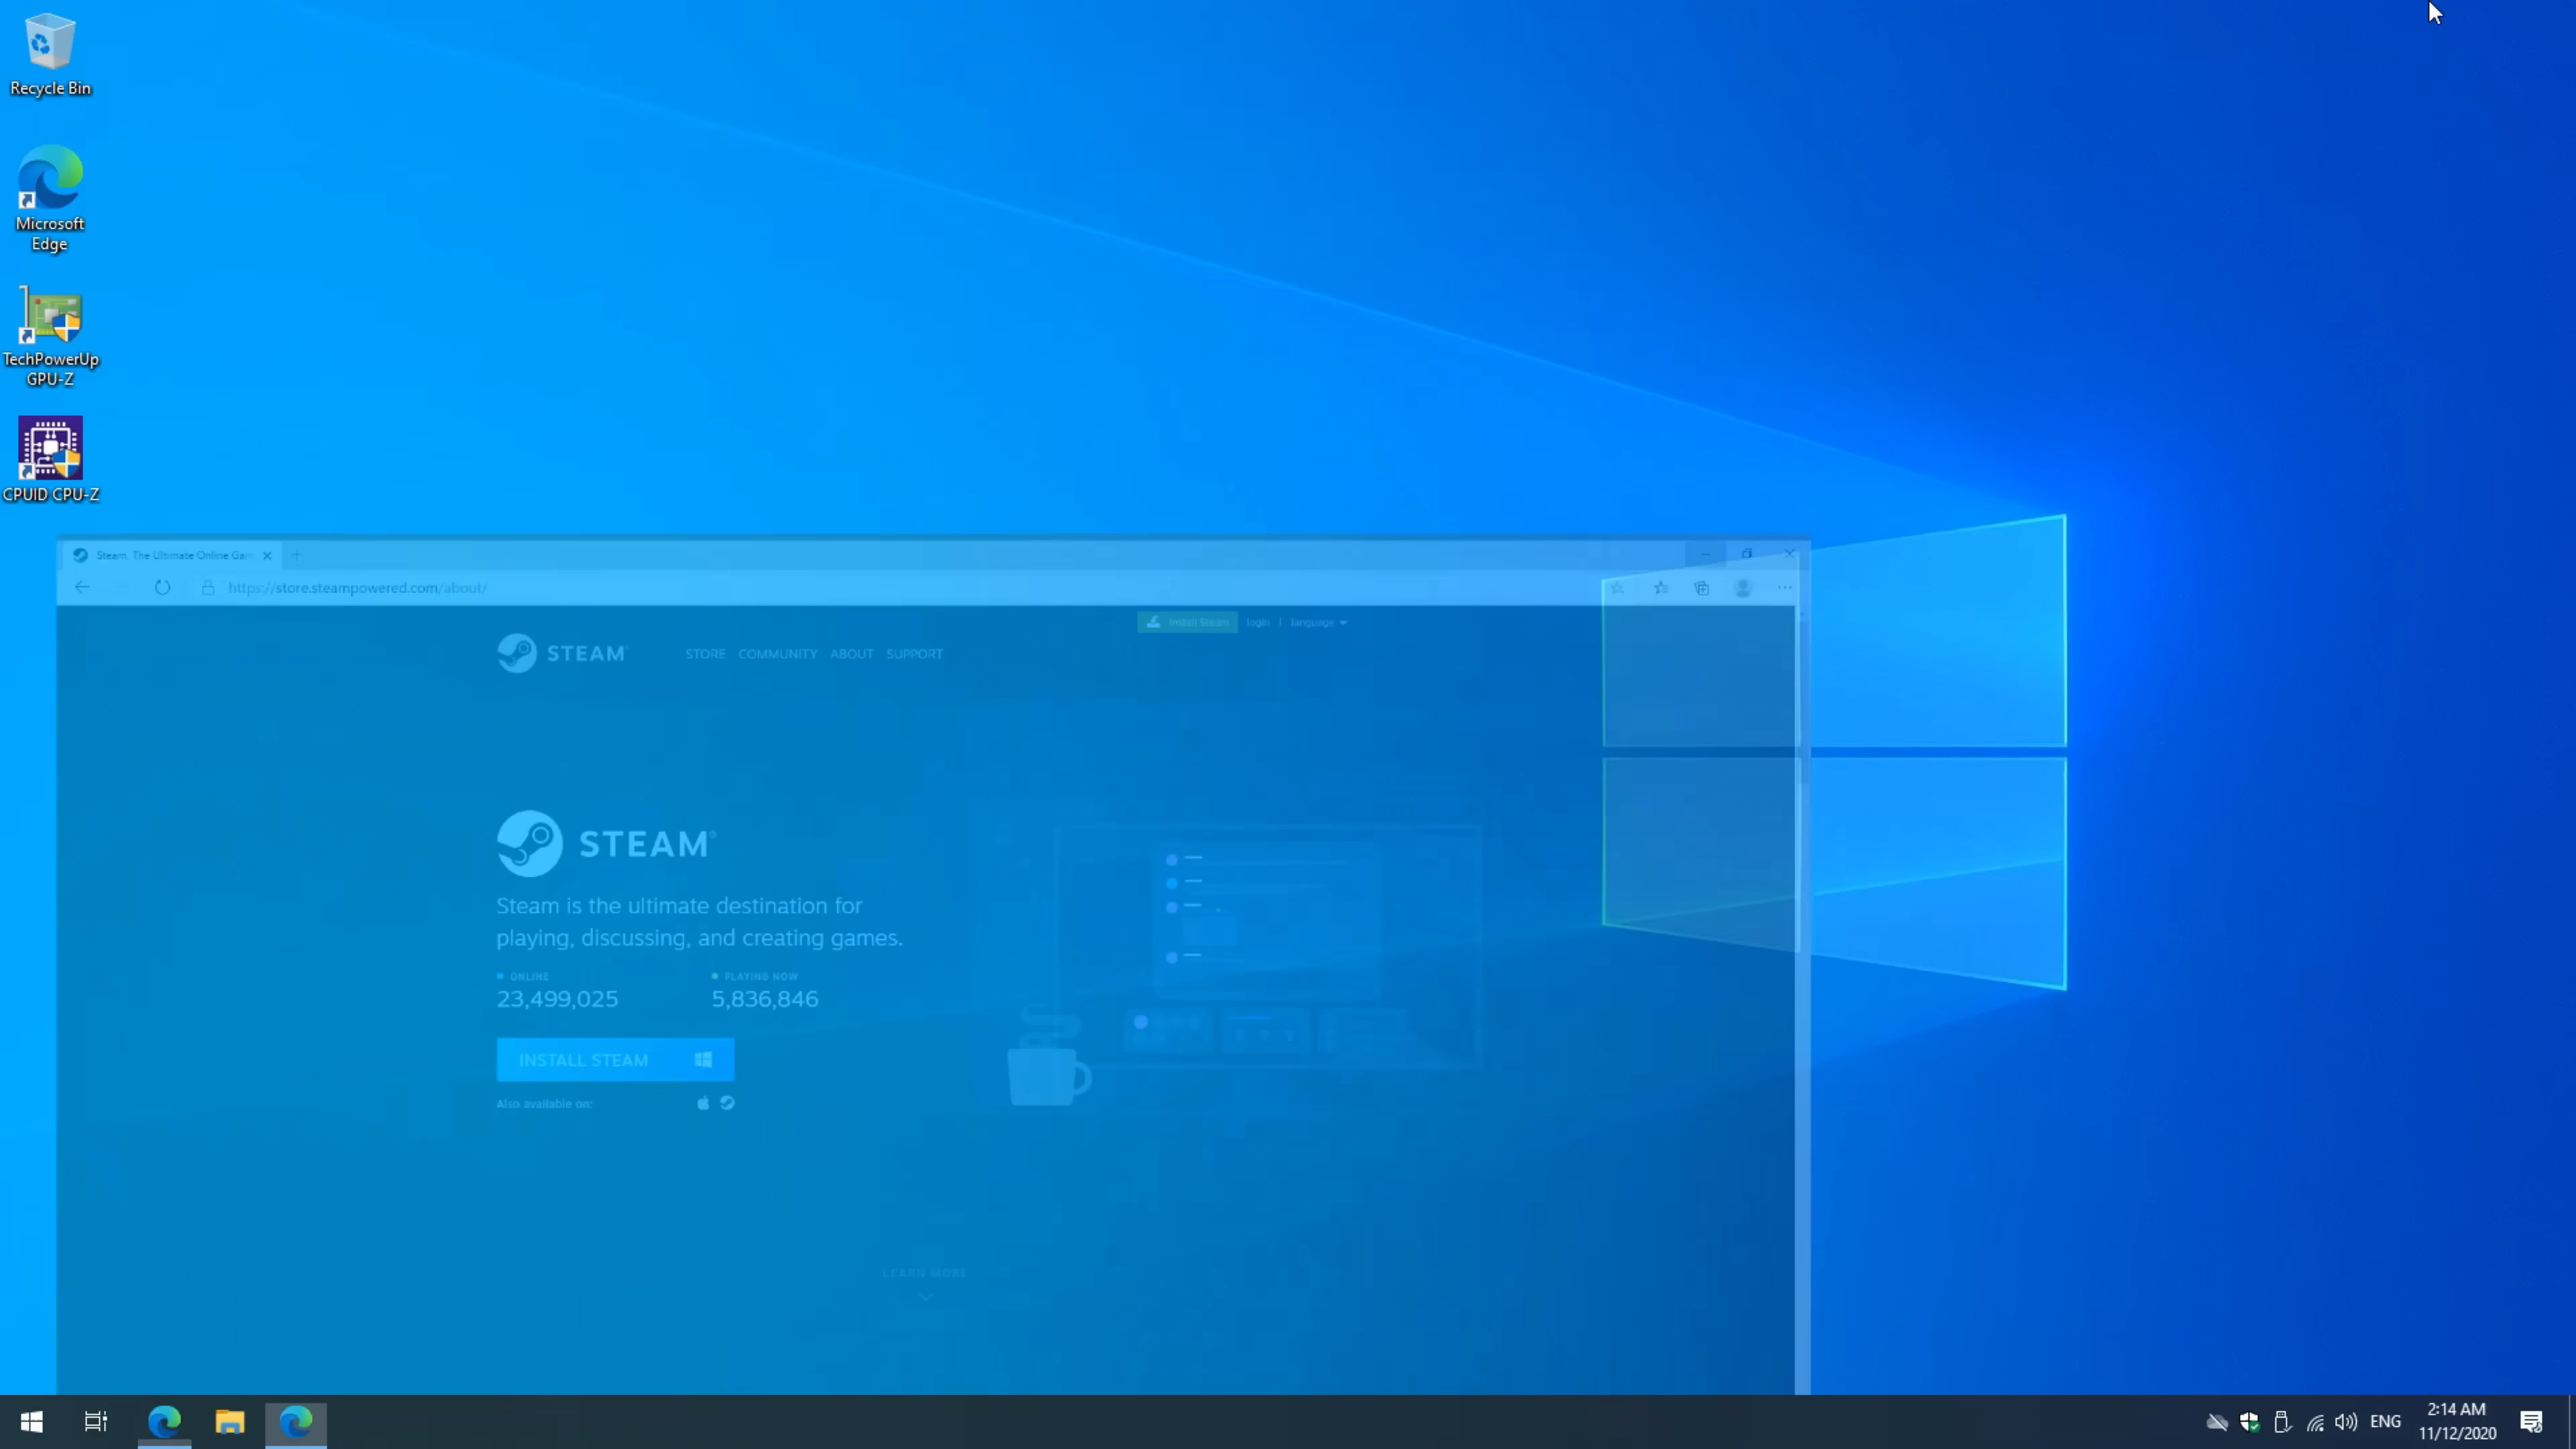 Recycle Bin
Microsoft
Edge
TechPowerUp
GPU-Z
CPUID CPU-Z
Steam, The Ultimate Online Gam
https://store.steampowered.com/about/
Install Steam login | language
STEAM
STORE COMMUNITY ABOUT SUPPORT
STEAM®
Steam is the ultimate destination for
playing, discussing, and creating games.
ONLINE PLAYING NOW
23,499,025 5,836,846
INSTALL STEAM
Also available on:
LEARN MORE
ENG
2:14 AM
11/12/2020